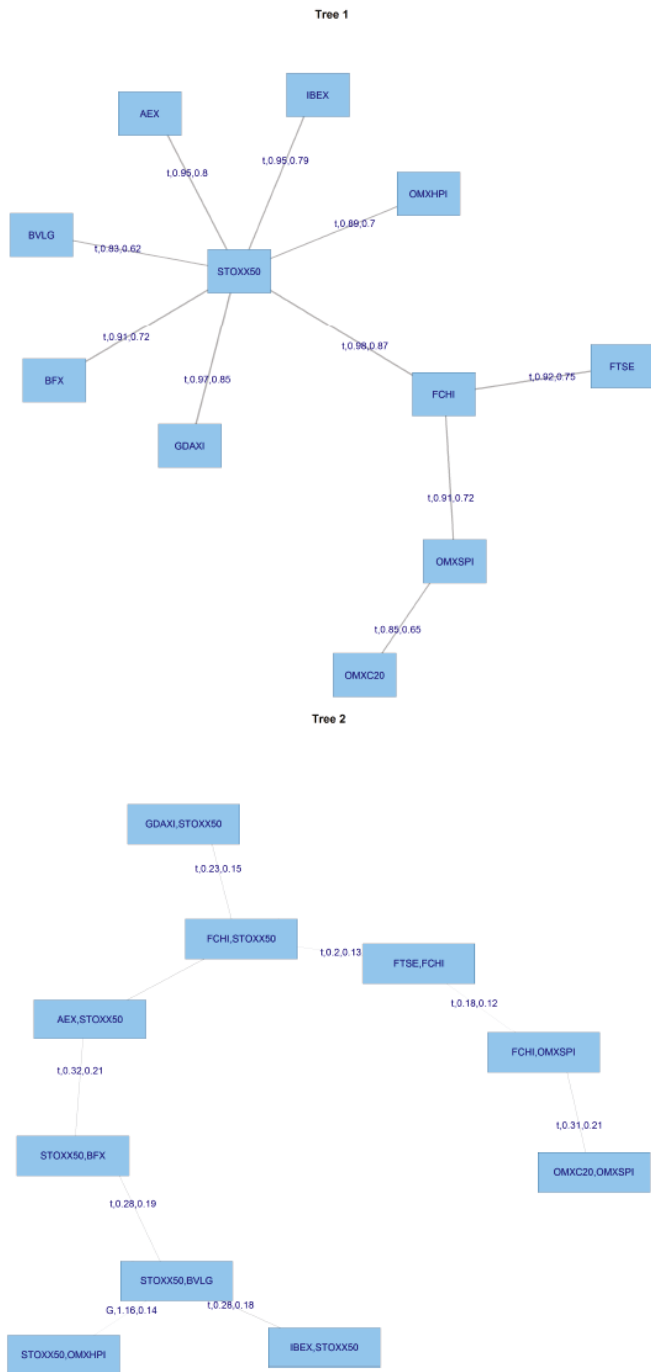 Tree 1
IBEX
AEX
t,0.95,0.79
t,0.95,0.8
OMXHPI
t,0.89,0.7
BVLG
t,0.83,0.62
STOXX50
t,0.98,0.87
t,0.91,0.72
FTSE
t,0.92,0.75
BFX
t,0.97,0.85
FCHI
GDAXI
t,0.91,0.72
OMXSPI
t,0.85,0.65
OMXC20
Tree 2
GDAXI,STOXX50
t,0.23,0.15
FCHI,STOXX50
t,0.2,0.13
FTSE,FCHI
t,0.18,0.12
AEX,STOXX50
FCHI,OMXSPI
t,0.32,0.21
t,0.31,0.21
STOXX50,BFX
OMXC20,OMXSPI
t,0.28,0.19
STOXX50,BVLG
t,0.28,0.18
G,1.16,0.14
IBEX,STOXX50
STOXX50,OMXHPI